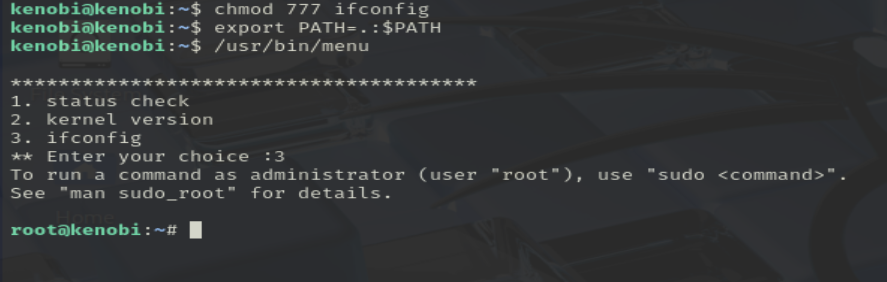 kenobi@kenobi:~$ chmod 777 ifconfig
kenobi@kenobi:~$ export PATH=.:$PATH
kenobi@kenobi:~$ /usr/bin/menu
***************************************
1. status check
2. kernel version
3. ifconfig
** Enter your choice :3
To run a command as administrator (user "root"), use "sudo <command>".
See "man sudo_root" for details.
root@kenobi:~#